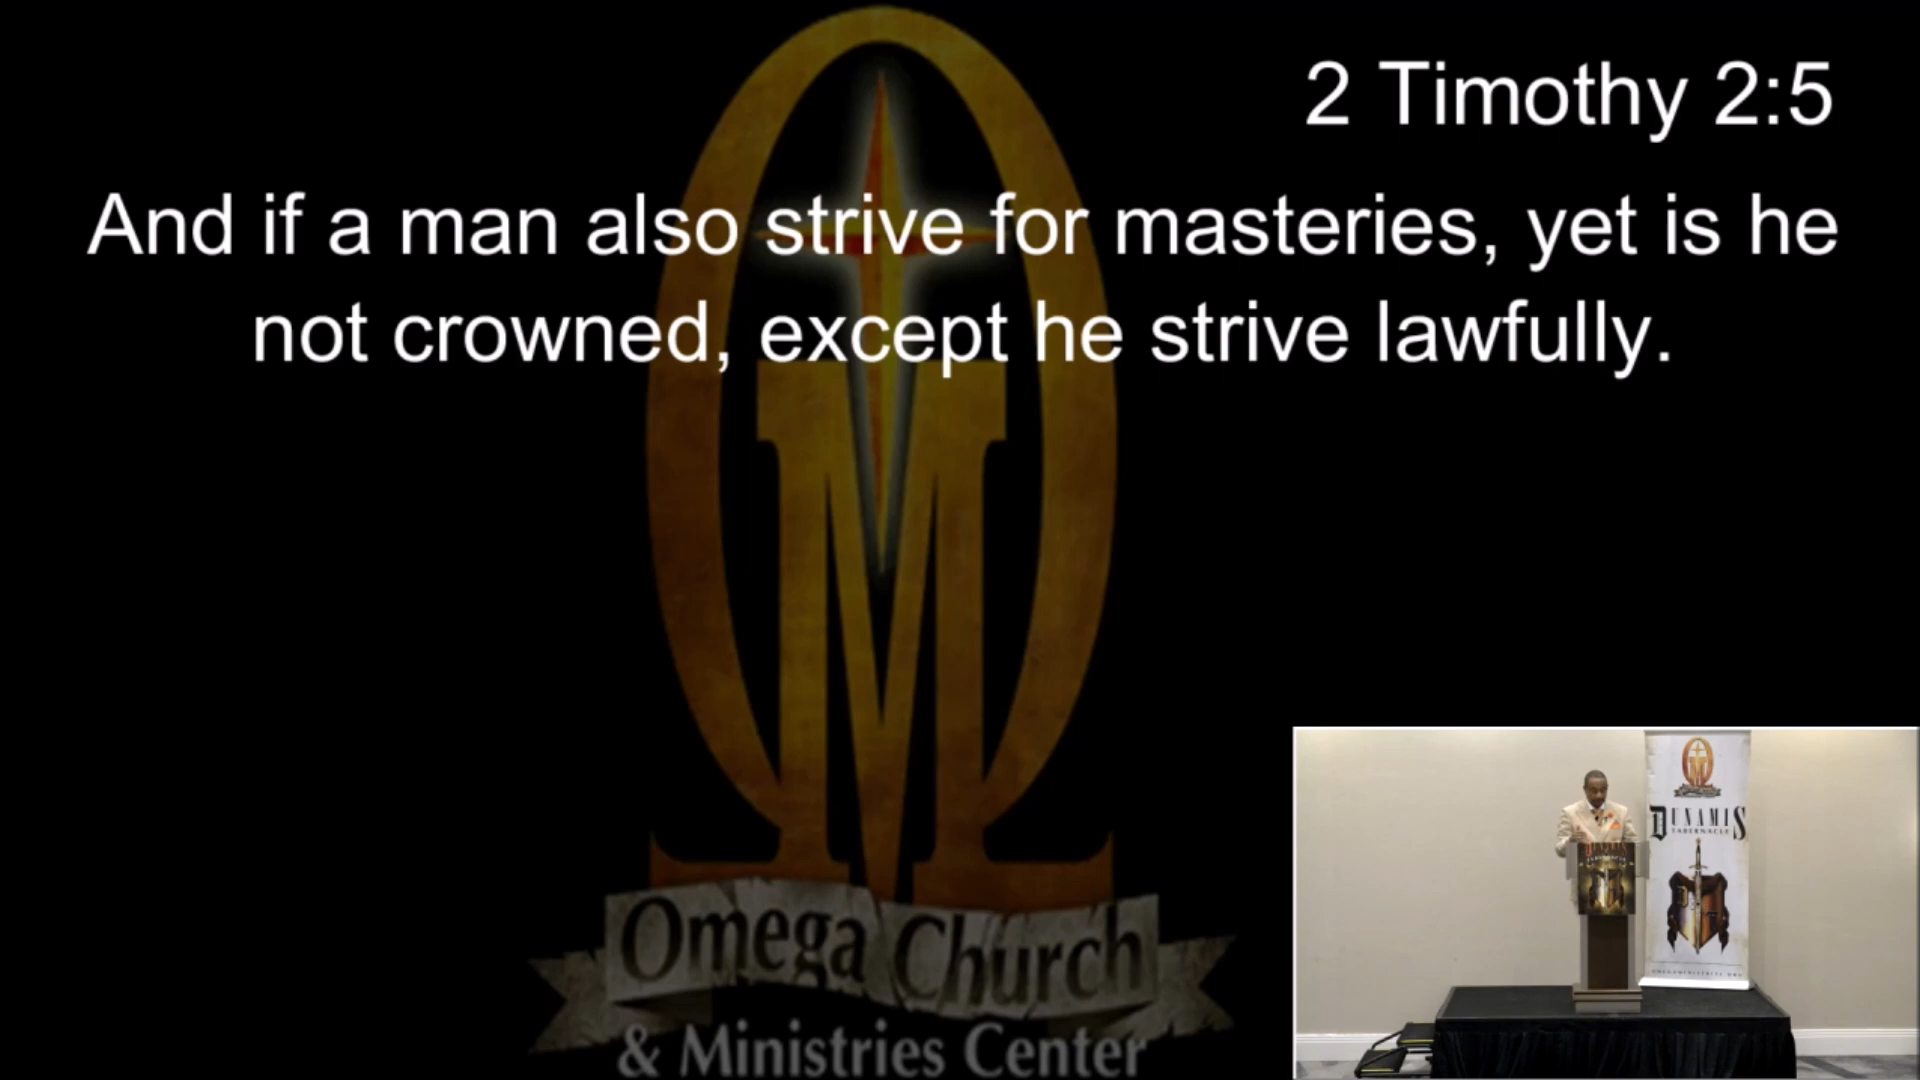 2 Timothy 2:5
And if a man also strive for masteries, yet is he
not crowned, except he strive lawfully.
Omega Church
& Ministries Center
DUNAMIS
TABERNACLE